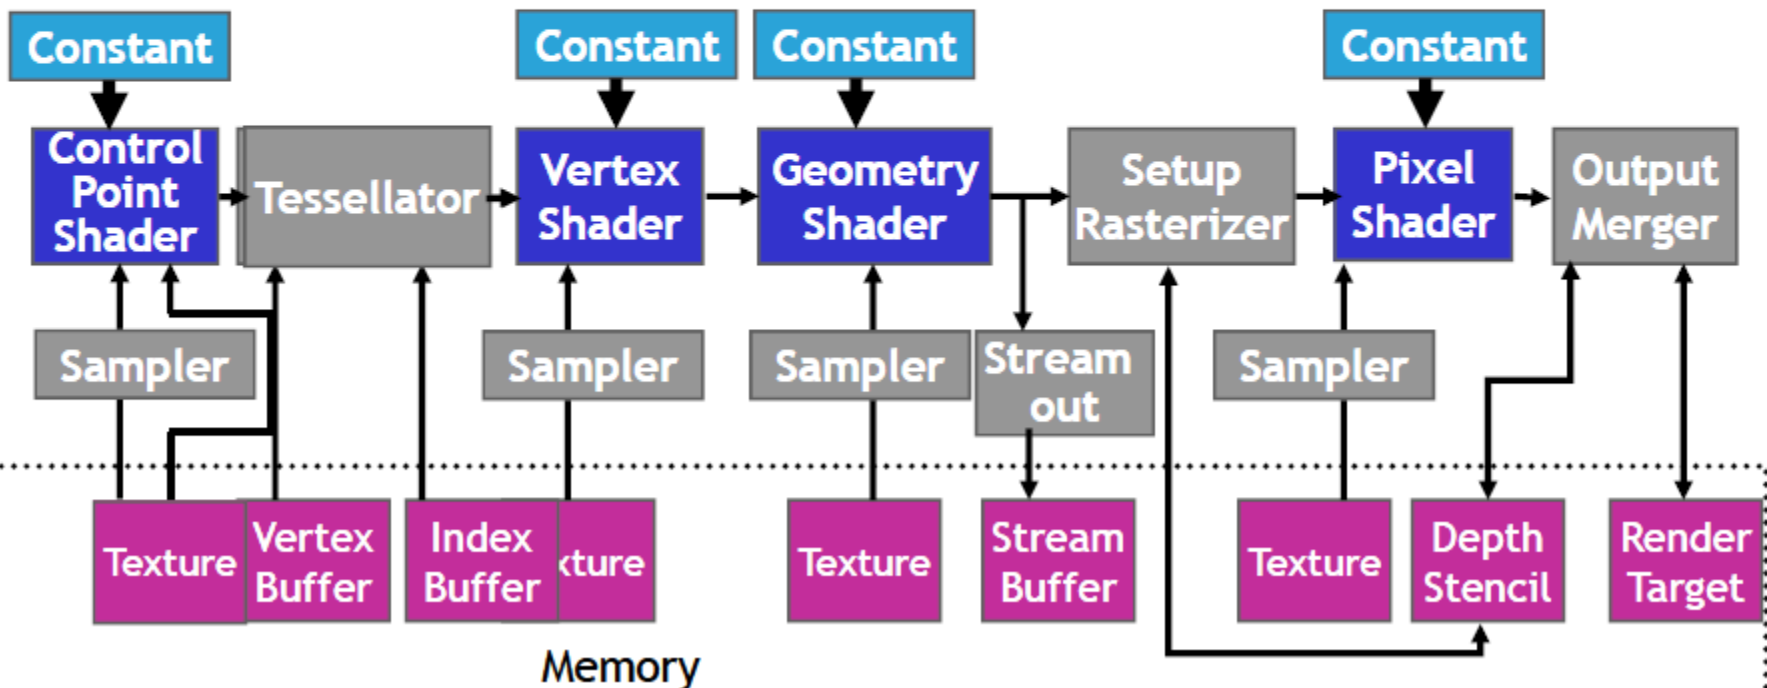 Constant
Constant
Constant
Constant
Control
Point
Shader
Tessellator
Vertex
Shader
Geometry
Shader
Setup
Rasterizer
Pixel
Shader
Output
Merger
Sampler
Sampler
Sampler
Stream
out
Sampler
Texture
Vertex
Buffer
Index
Buffer
xture
Texture
Stream
Buffer
Texture
Depth
Stencil
Render
Target
Memory